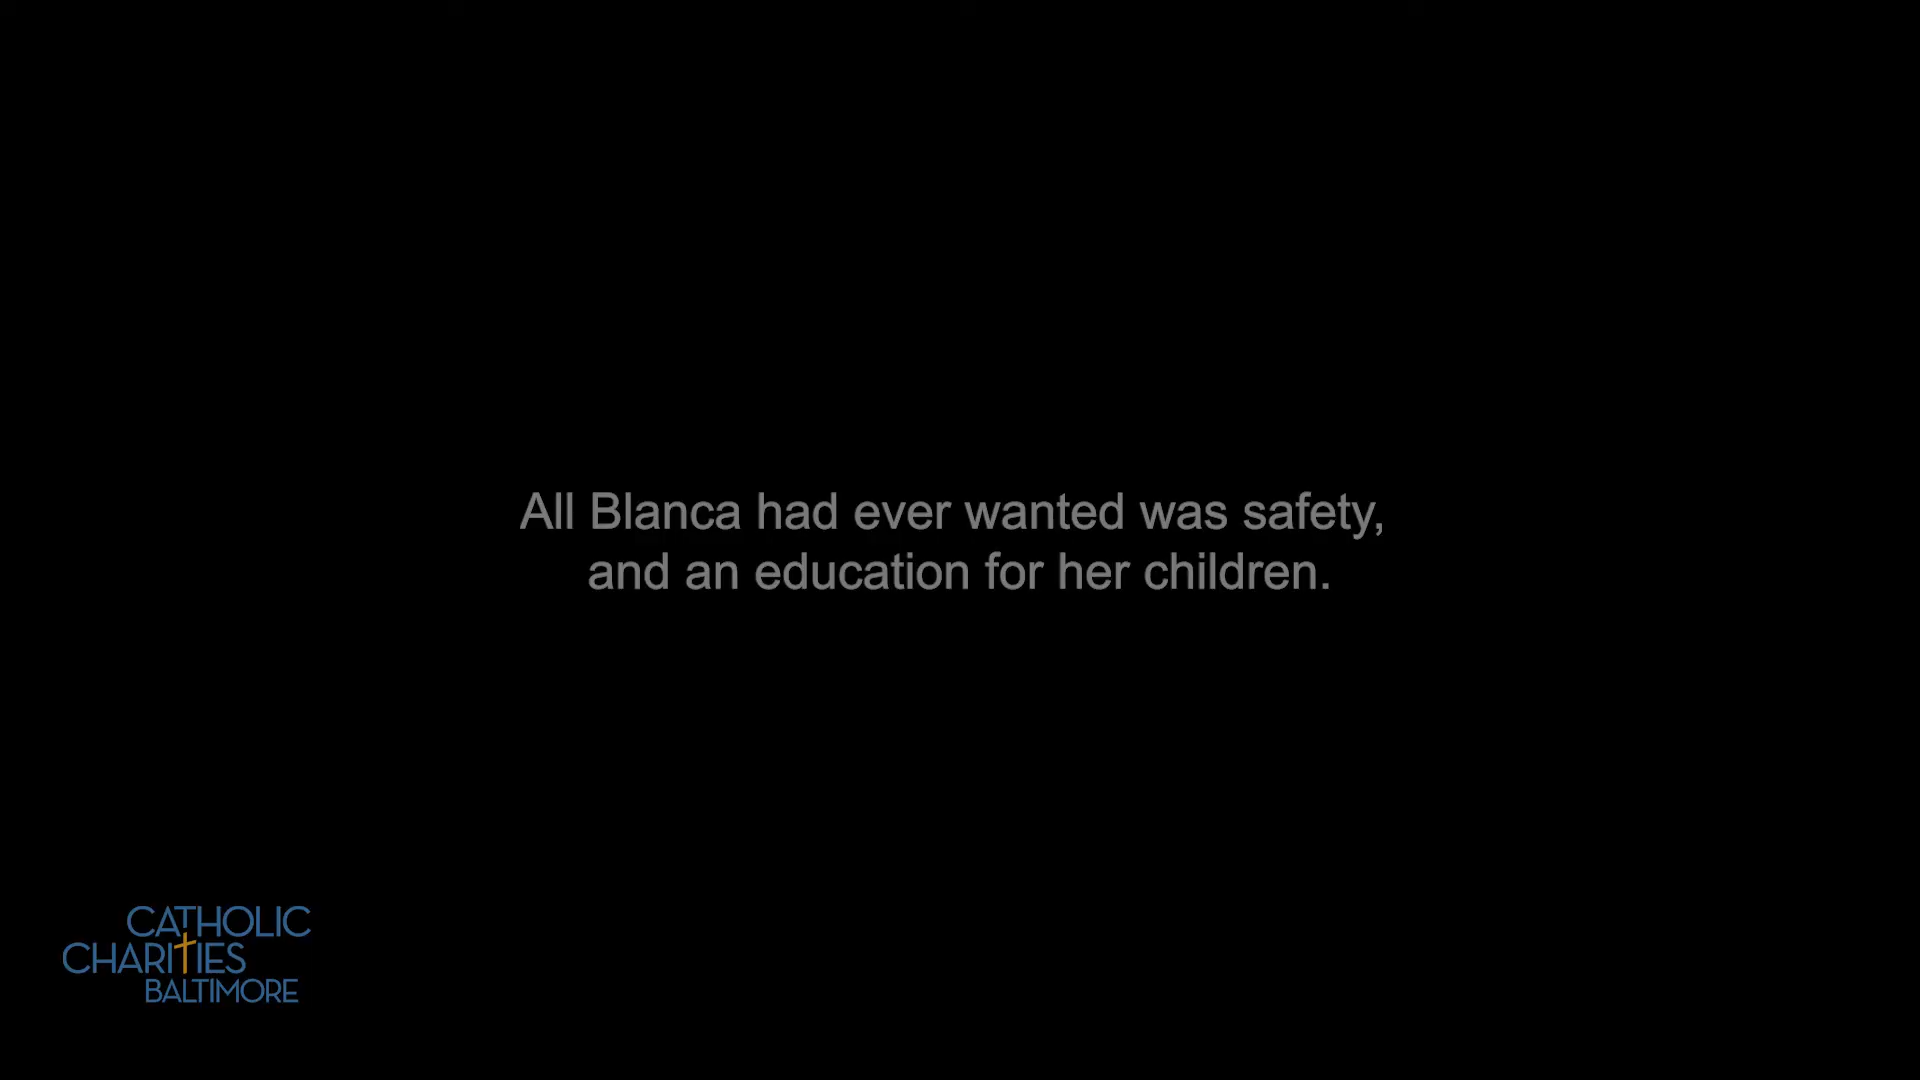 All Blanca had ever wanted was safety,
and an education for her children.
CATHOLIC
CHARITIES
BALTIMORE